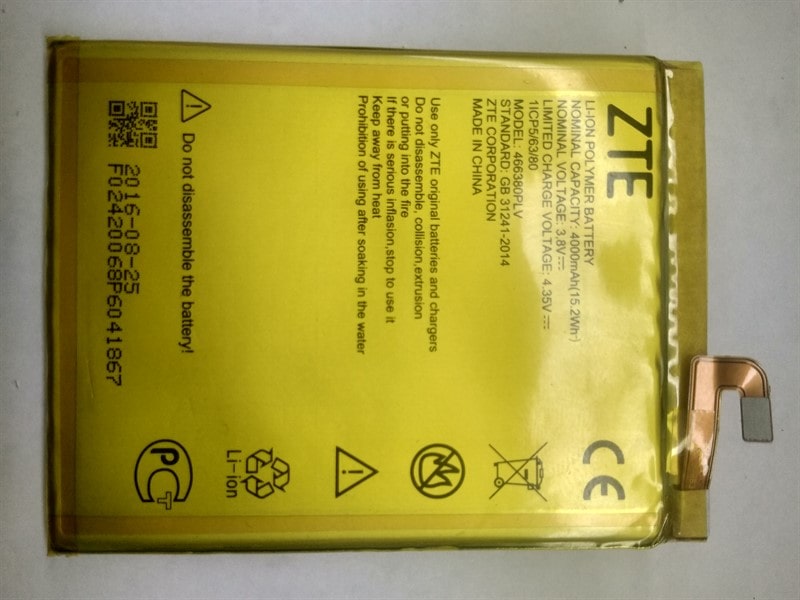 ZTE
LI-ION POLYMER BATTERY
NOMINAL CAPACITY: 4000mAh(15.2Wh)
NOMINAL VOLTAGE: 3.8V⎓
LIMITED CHARGE VOLTAGE: 4.35V⎓
1ICP5/63/80
MODEL: 466380PLV
STANDARD: GB 31241-2014
ZTE CORPORATION
MADE IN CHINA
Use only ZTE original batteries and chargers
Do not disassemble, collision,extrusion
or putting into the fire
If there is serious inflasion,stop to use it
Keep away from heat
Prohibition of using after soaking in the water
Do not disassemble the battery!
2016-08-25
F02420068P6041867
CE
Li-ion
PCT